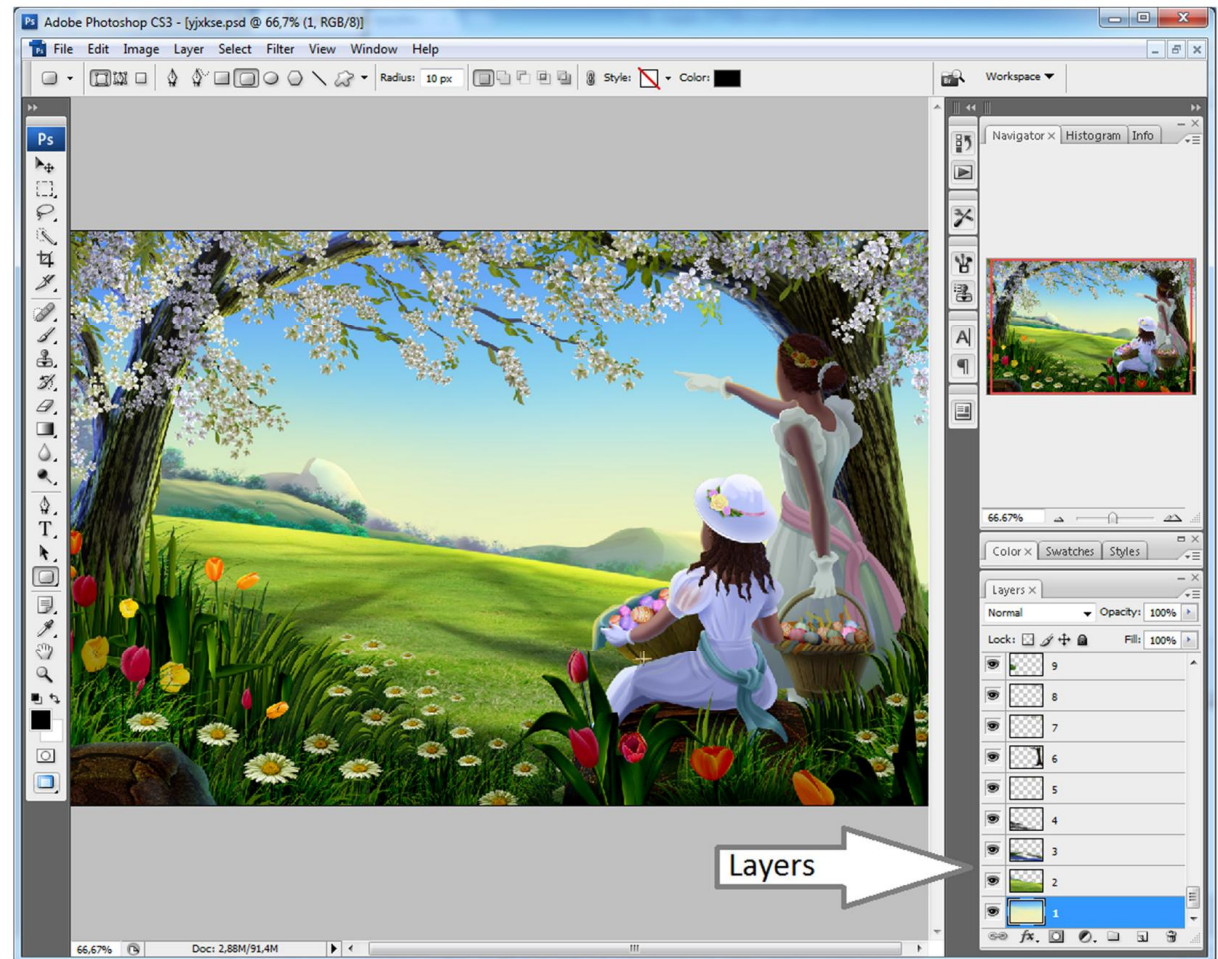 Ps Adobe Photoshop CS3 - [yjxkse.psd @ 66,7% (1, RGB/8)]
File Edit Image Layer Select Filter View Window Help
Radius: 10 px Style: Color: Workspace
Ps
Navigator Histogram Info
66.67%
Color Swatches Styles
Layers
Normal Opacity: 100%
Lock: Fill: 100%
9
8
7
6
5
4
3
2
1
Layers
66,67% Doc: 2,88M/91,4M